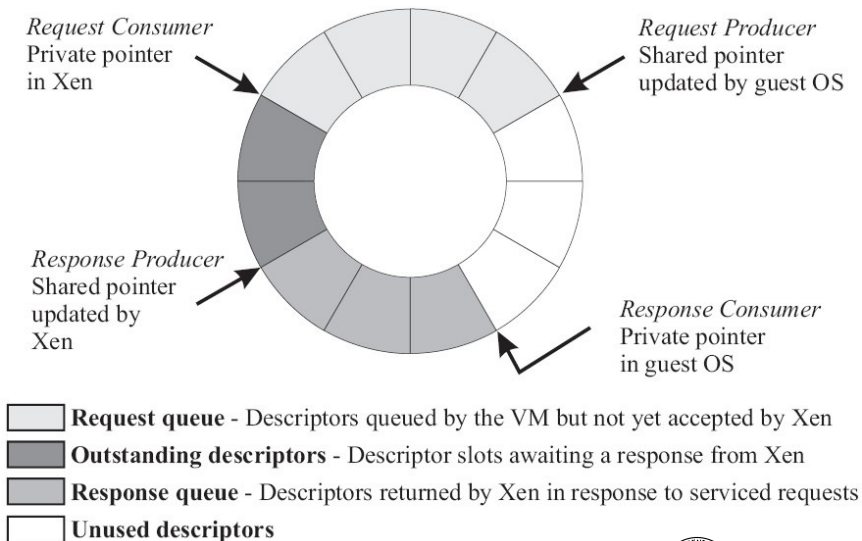 Request Consumer
Private pointer
in Xen
Request Producer
Shared pointer
updated by guest OS
Response Producer
Shared pointer
updated by
Xen
Response Consumer
Private pointer
in guest OS
Request queue - Descriptors queued by the VM but not yet accepted by Xen
Outstanding descriptors - Descriptor slots awaiting a response from Xen
Response queue - Descriptors returned by Xen in response to serviced requests
Unused descriptors